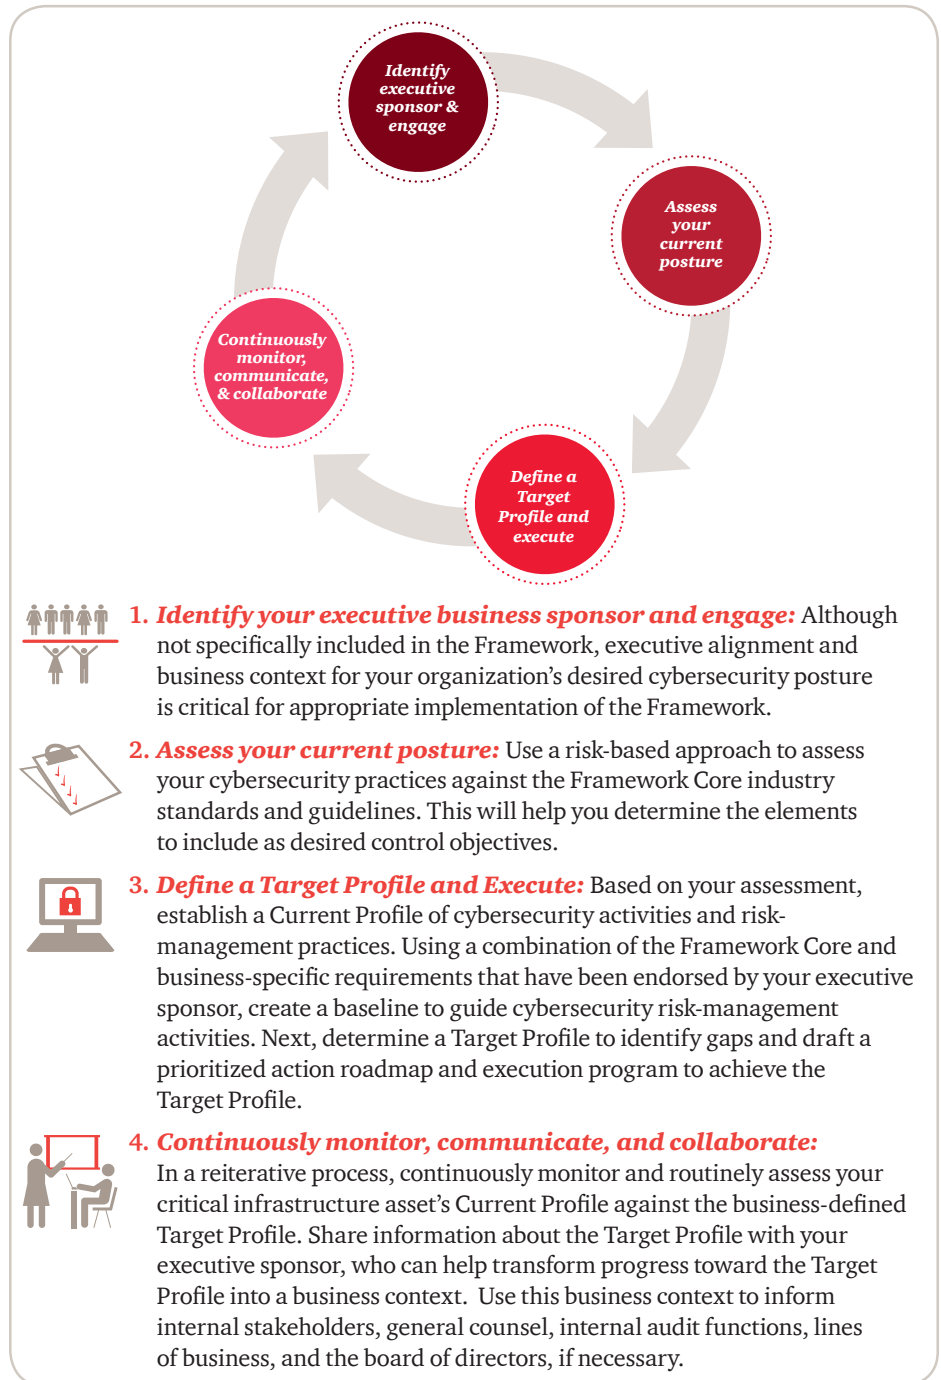 Identify
executive
sponsor &
engage
Assess
your
current
posture
Continuously
monitor,
communicate,
& collaborate
Define a
Target
Profile and
execute
1. Identify your executive business sponsor and engage: Although
not specifically included in the Framework, executive alignment and
business context for your organization’s desired cybersecurity posture
is critical for appropriate implementation of the Framework.
2. Assess your current posture: Use a risk-based approach to assess
your cybersecurity practices against the Framework Core industry
standards and guidelines. This will help you determine the elements
to include as desired control objectives.
3. Define a Target Profile and Execute: Based on your assessment,
establish a Current Profile of cybersecurity activities and risk-
management practices. Using a combination of the Framework Core and
business-specific requirements that have been endorsed by your executive
sponsor, create a baseline to guide cybersecurity risk-management
activities. Next, determine a Target Profile to identify gaps and draft a
prioritized action roadmap and execution program to achieve the
Target Profile.
4. Continuously monitor, communicate, and collaborate:
In a reiterative process, continuously monitor and routinely assess your
critical infrastructure asset’s Current Profile against the business-defined
Target Profile. Share information about the Target Profile with your
executive sponsor, who can help transform progress toward the Target
Profile into a business context.  Use this business context to inform
internal stakeholders, general counsel, internal audit functions, lines
of business, and the board of directors, if necessary.